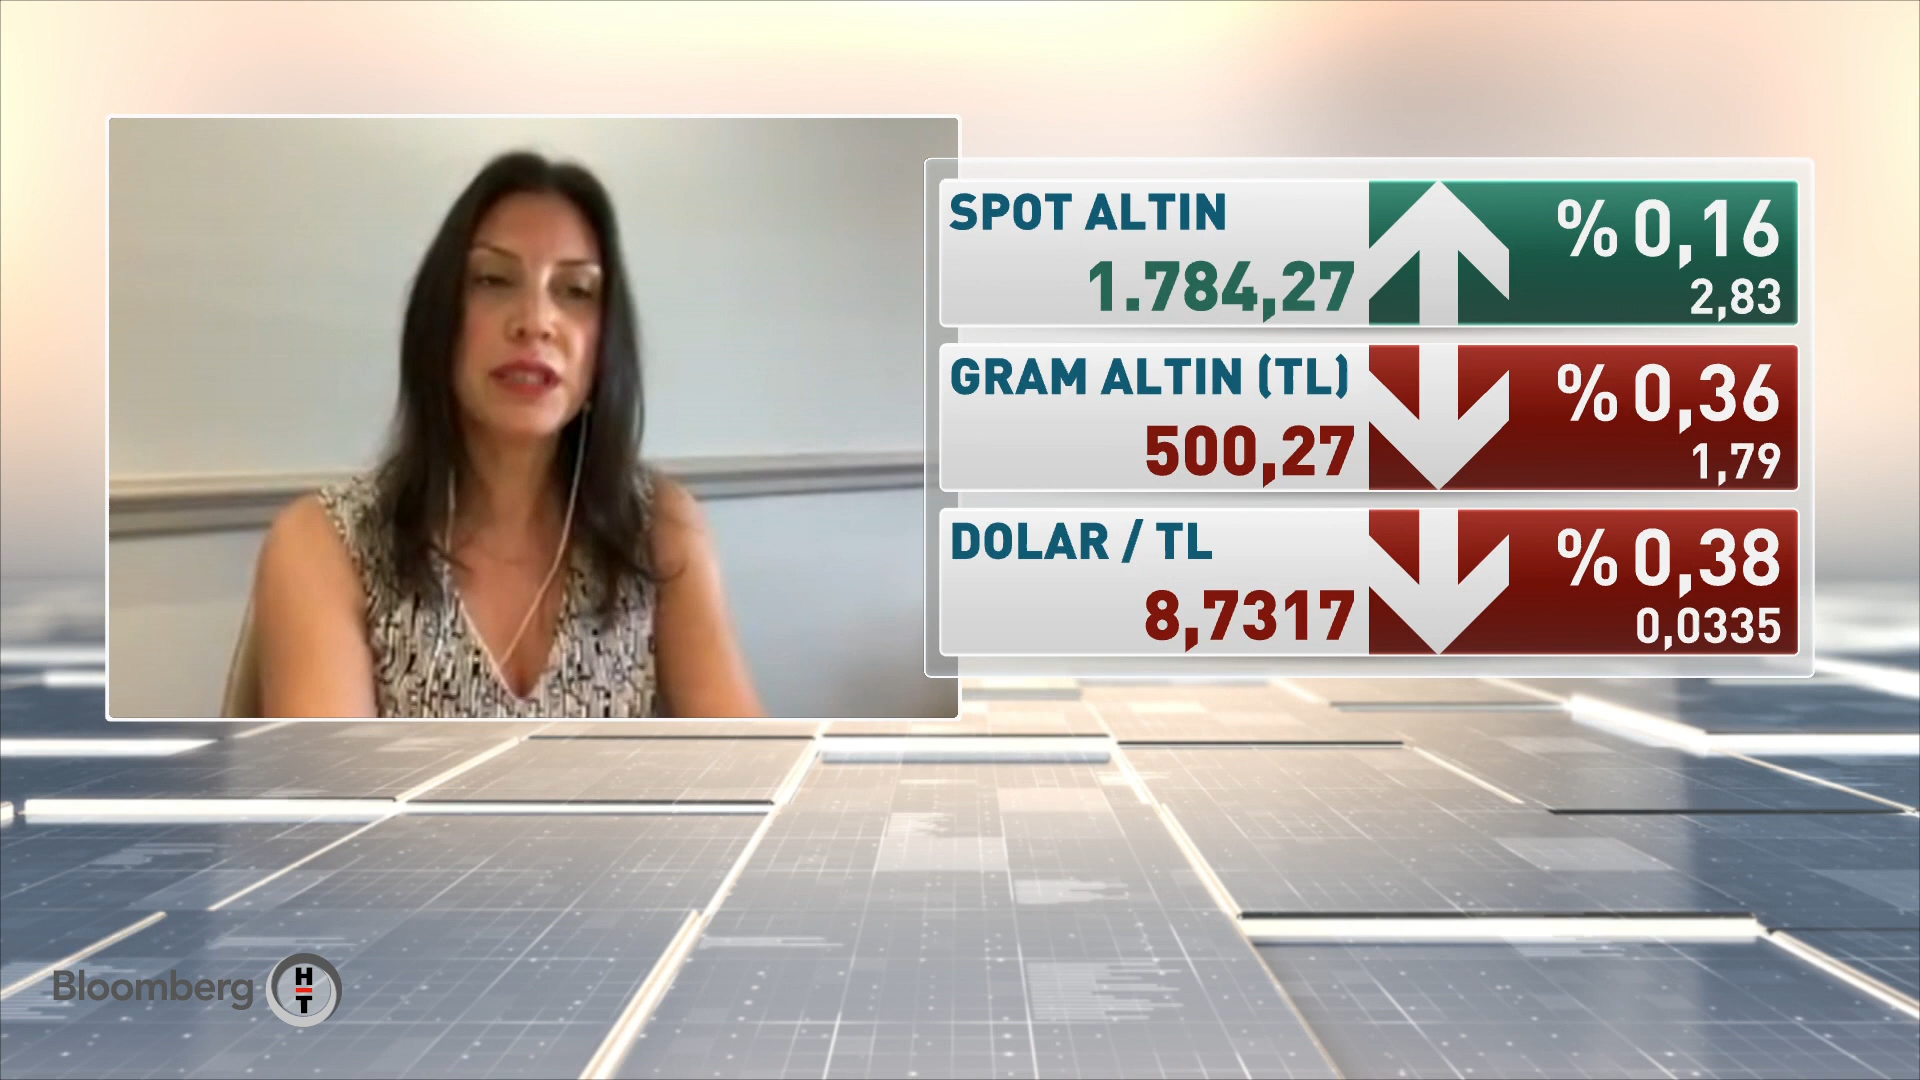 SPOT ALTIN
% 0,16
1.784,27
2,83
GRAM ALTIN (TL)
% 0,36
500,27
1,79
DOLAR / TL
% 0,38
8,7317
0,0335
Bloomberg HT